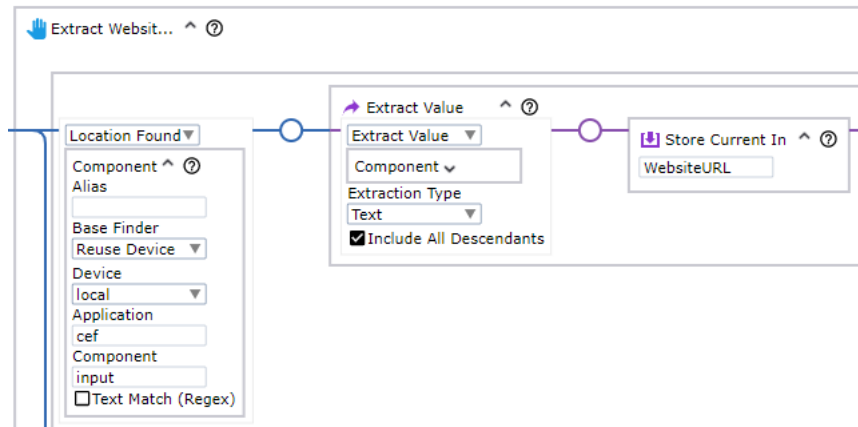 Extract Websit...
Extract Value
Location Found
Extract Value
Store Current In
Component
Component
WebsiteURL
Alias
Extraction Type
Base Finder
Text
Reuse Device
Include All Descendants
Device
local
Application
cef
Component
input
Text Match (Regex)